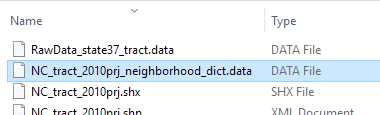 Name Type
RawData_state37_tract.data DATA File
NC_tract_2010prj_neighborhood_dict.data DATA File
NC_tract_2010prj.shx SHX File
NC_tract_2010prj.shp XML Document